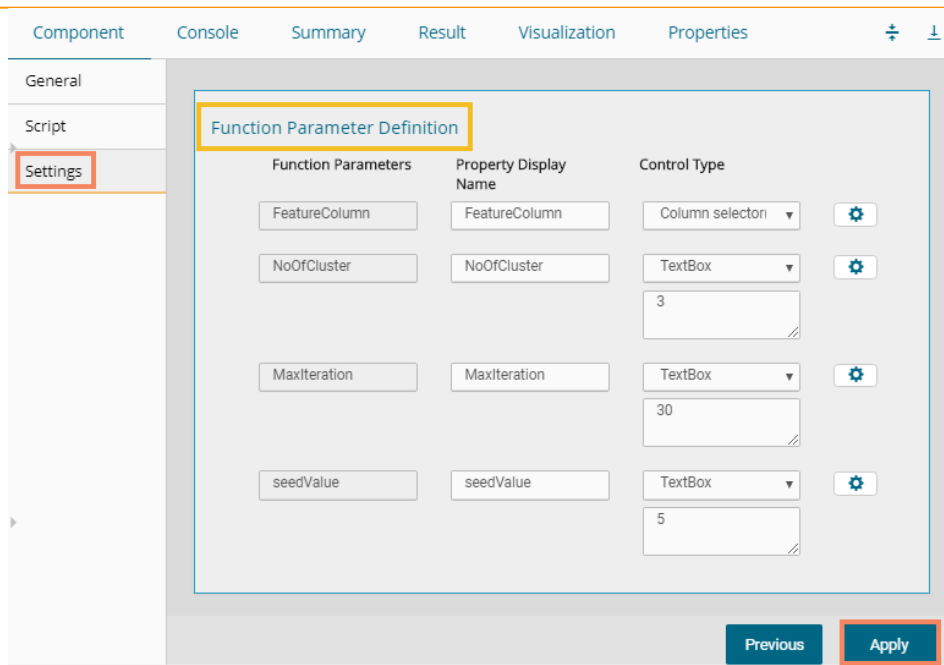 Component Console Summary Result Visualization Properties
General
Script
Settings
Function Parameter Definition
Function Parameters Property Display Name Control Type
FeatureColumn FeatureColumn Column selector(
NoOfCluster NoOfCluster TextBox
3
MaxIteration MaxIteration TextBox
30
seedValue seedValue TextBox
5
Previous Apply